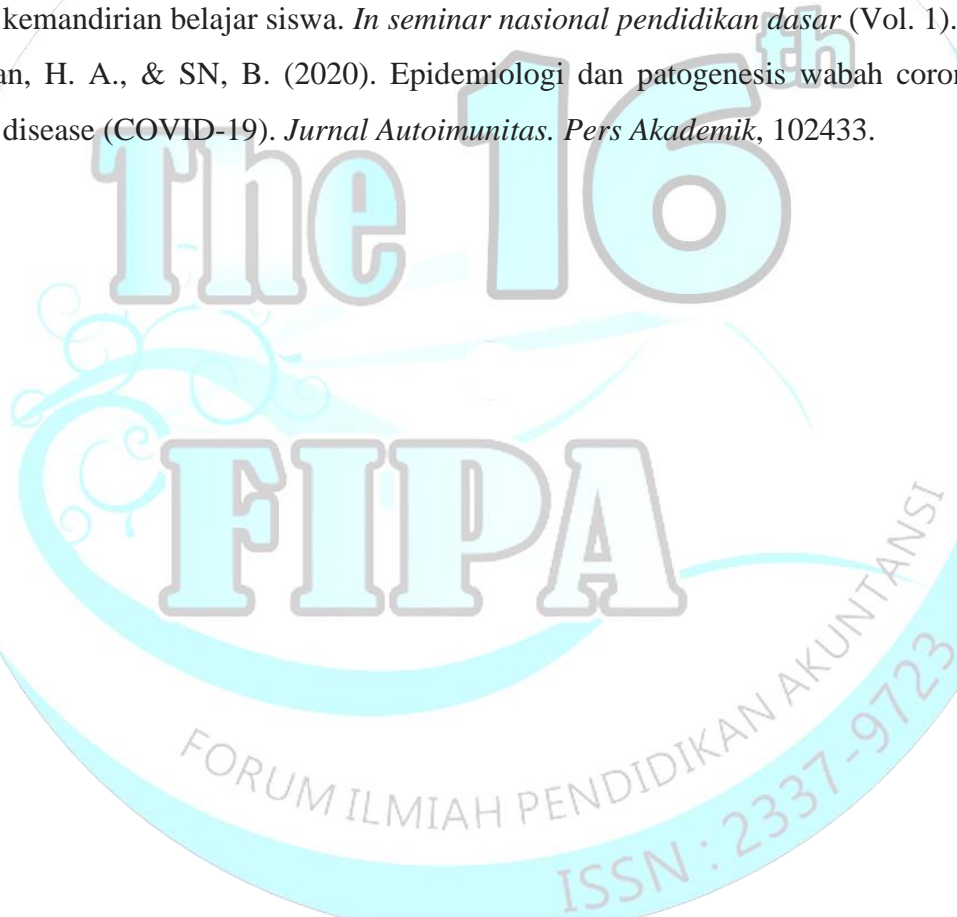 kemandirian belajar siswa. In seminar nasional pendidikan dasar (Vol. 1).
an, H. A., & SN, B. (2020). Epidemiologi dan patogenesis wabah coron
disease (COVID-19). Jurnal Autoimunitas. Pers Akademik, 102433.
The 16th
FIPA
FORUM ILMIAH PENDIDIKAN AKUNTANSI
ISSN : 2337-9723